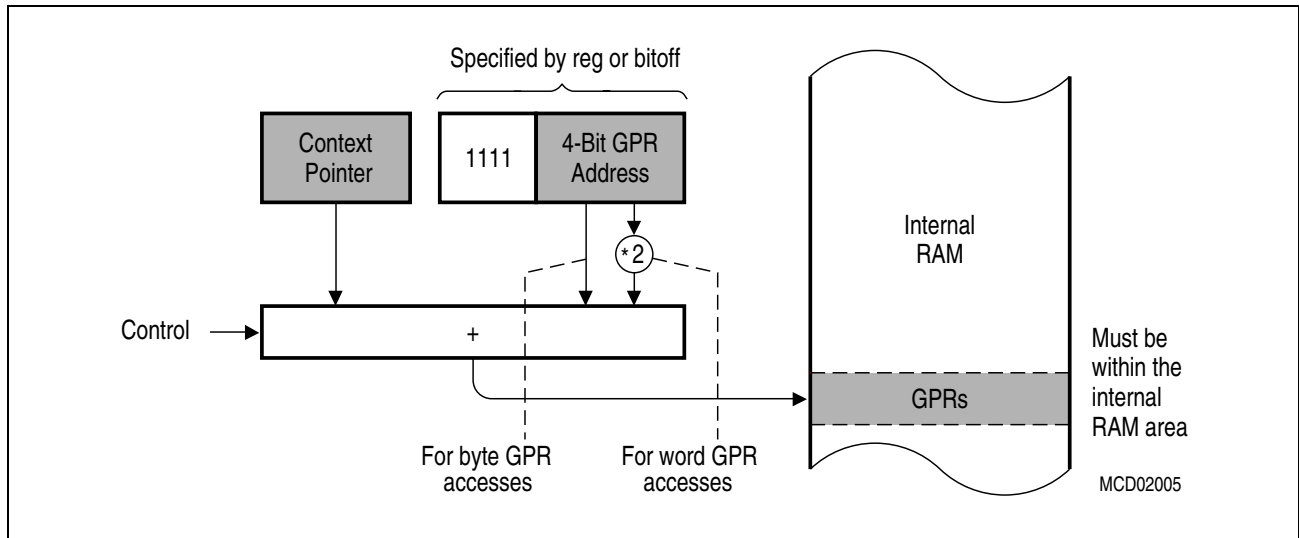 Specified by reg or bitoff
Context
Pointer
1111
4-Bit GPR
Address
*2
Internal
RAM
Control
+
Must be
within the
internal
RAM area
GPRs
For byte GPR
accesses
For word GPR
accesses
MCD02005